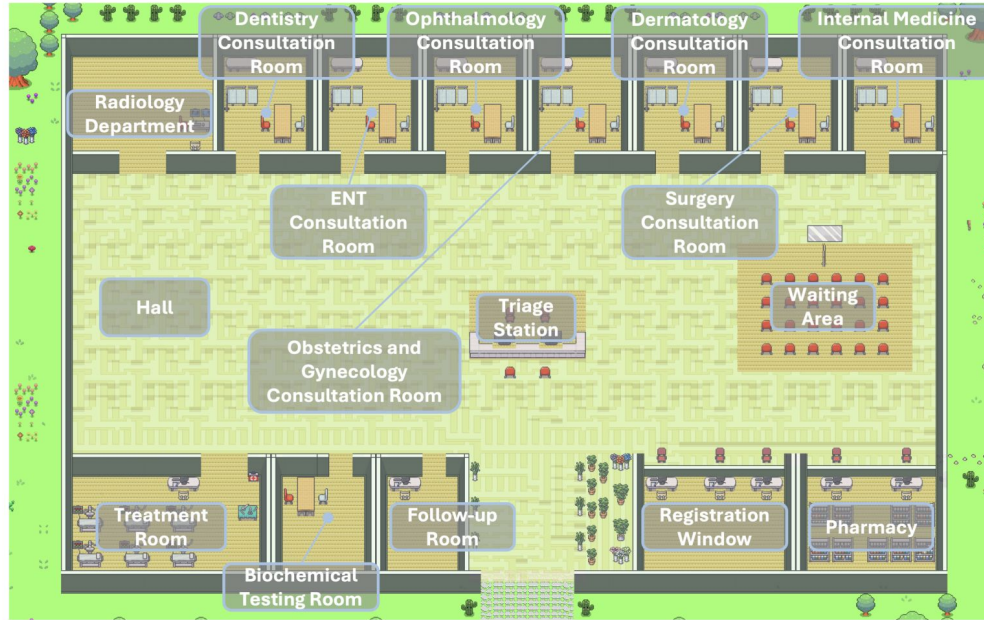 Dentistry
Consultation
Room
Ophthalmology
Consultation
Room
Dermatology
Consultation
Room
Internal Medicine
Consultation
Room
Radiology
Department
ENT
Consultation
Room
Surgery
Consultation
Room
Hall
Triage
Station
Waiting
Area
Obstetrics and
Gynecology
Consultation Room
Treatment
Room
Follow-up
Room
Registration
Window
Pharmacy
Biochemical
Testing Room